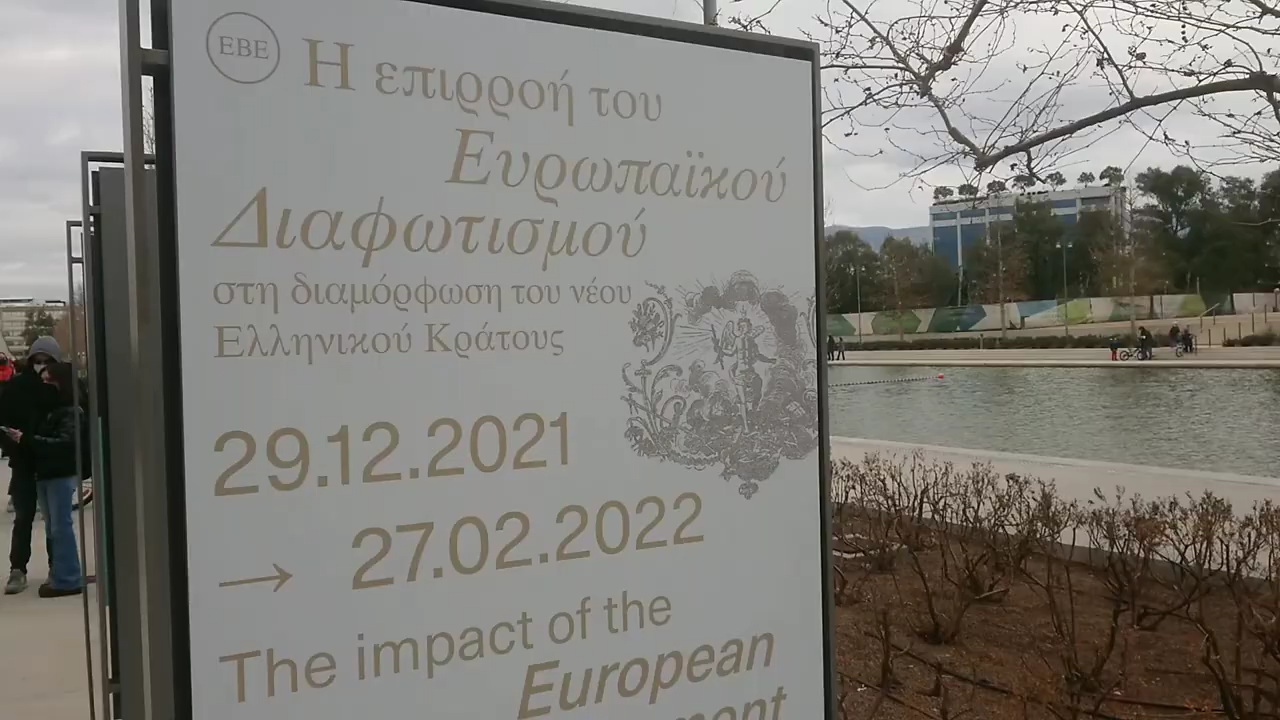 EBE
Η επιρροή του
Ευρωπαϊκού
Διαφωτισμού
στη διαμόρφωση του νέου
Ελληνικού Κράτους
29.12.2021
→ 27.02.2022
The impact of the
European